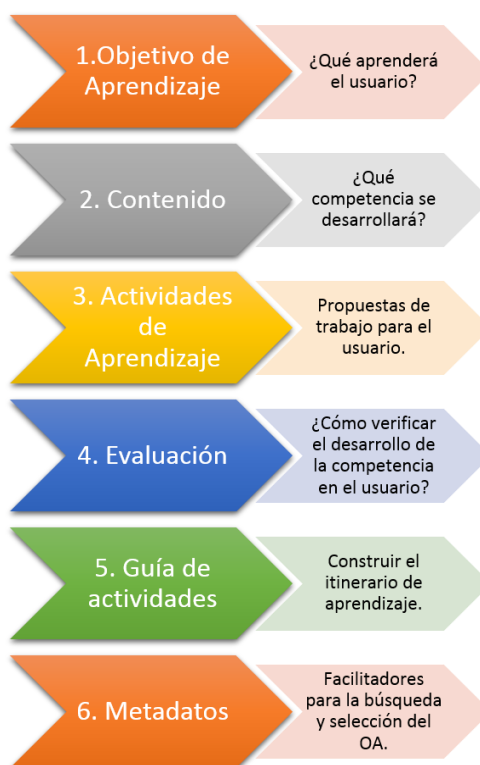 1.Objetivo de
Aprendizaje
¿Qué aprenderá
el usuario?
2. Contenido
¿Qué
competencia se
desarrollará?
3. Actividades
de
Aprendizaje
Propuestas de
trabajo para el
usuario.
4. Evaluación
¿Cómo verificar
el desarrollo de
la competencia
en el usuario?
5. Guía de
actividades
Construir el
itinerario de
aprendizaje.
6. Metadatos
Facilitadores
para la búsqueda
y selección del
OA.